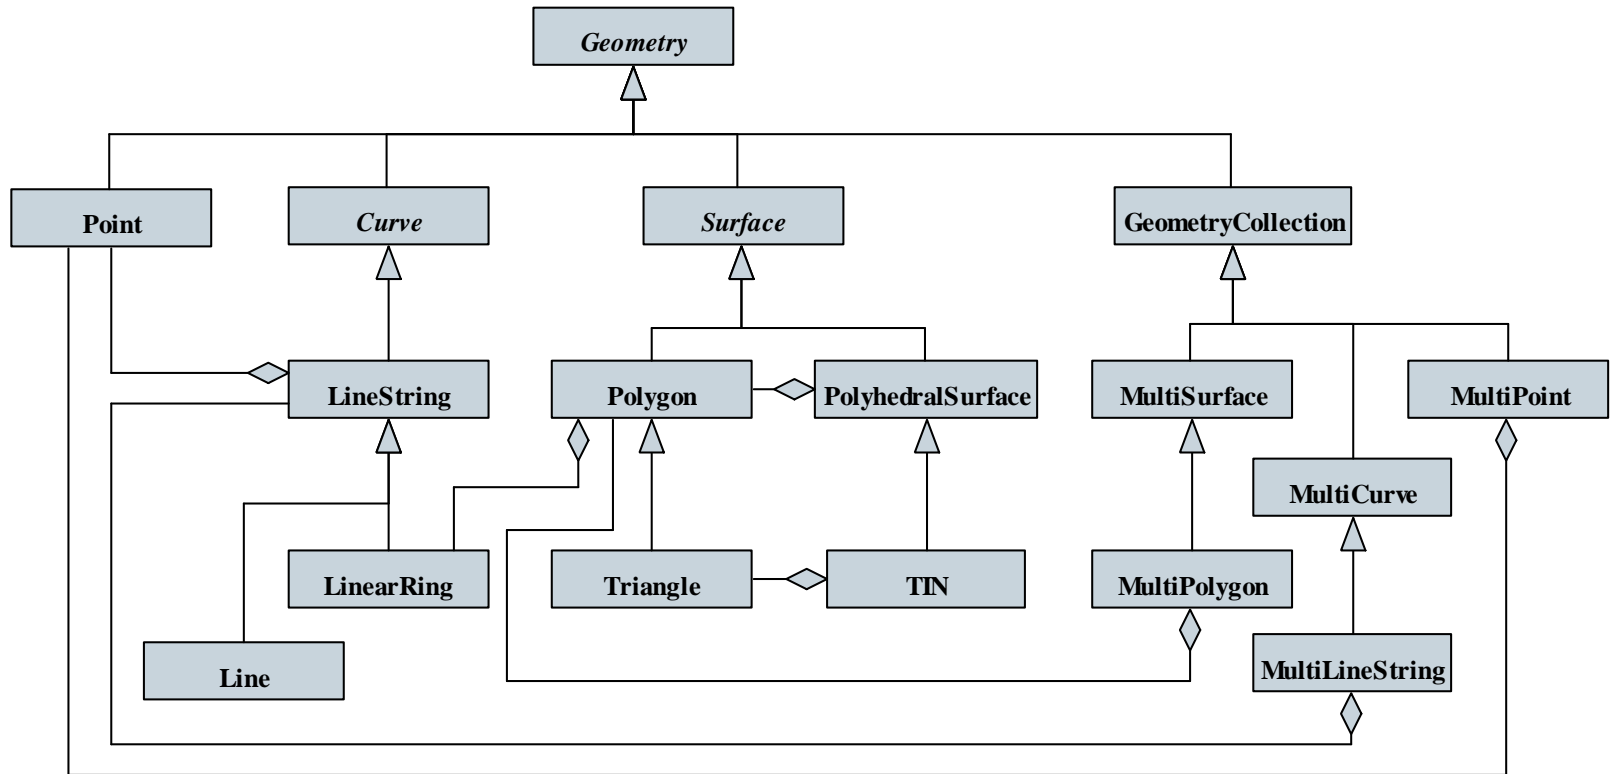 Geometry
Point
Curve
Surface
GeometryCollection
LineString
Polygon
PolyhedralSurface
MultiSurface
MultiPoint
MultiCurve
LinearRing
Triangle
TIN
MultiPolygon
Line
MultiLineString